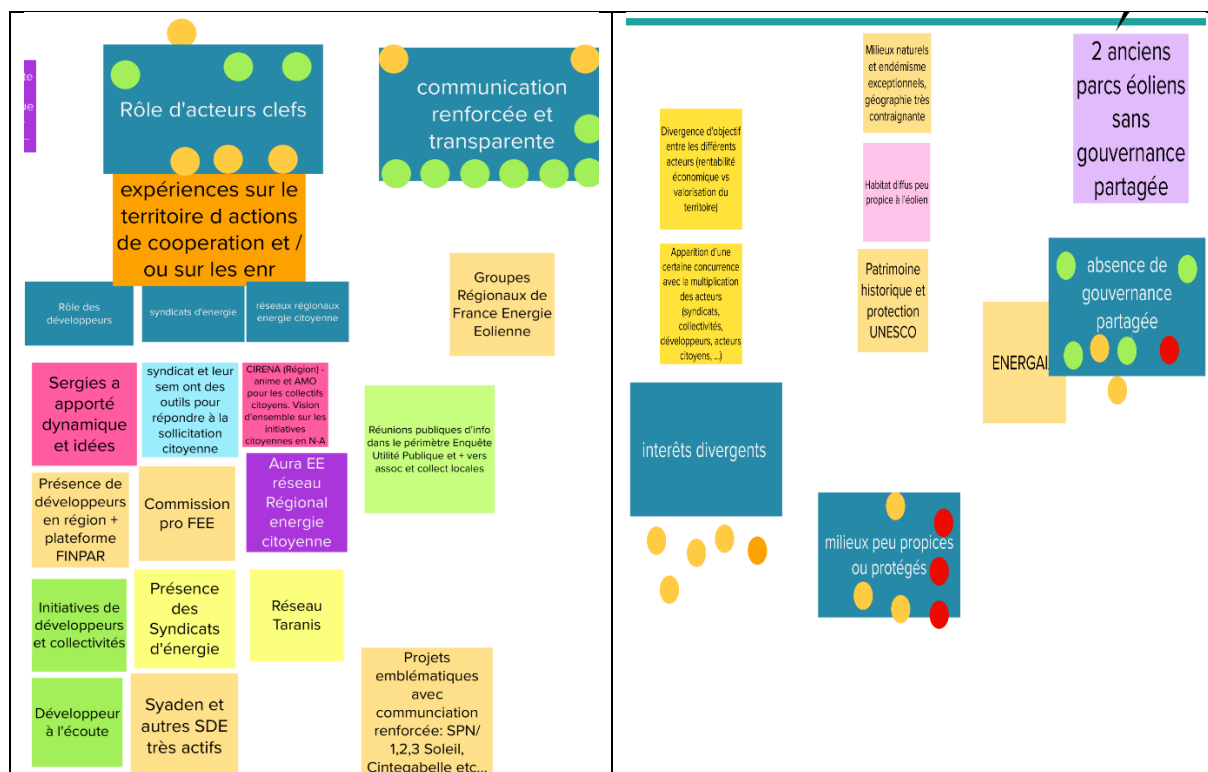 te
ue
...
Rôle d'acteurs clefs
expériences sur le
territoire d actions
de cooperation et /
ou sur les enr
Rôle des
développeurs
syndicats d'energie
réseaux régionaux
energie citoyenne
Sergies a
apporté
dynamique
et idées
syndicat et leur
sem ont des
outils pour
répondre à la
sollicitation
citoyenne
CIRENA (Région) -
anime et AMO
pour les collectifs
citoyens. Vision
d'ensemble sur les
initiatives
citoyennes en N-A
Présence de
développeurs
en région +
plateforme
FINPAR
Commission
pro FEE
Aura EE
réseau
Régional
energie
citoyenne
Initiatives de
développeurs
et collectivités
Présence
des
Syndicats
d'énergie
Réseau
Taranis
Développeur
à l'écoute
Syaden et
autres SDE
très actifs
communication
renforcée et
transparente
Groupes
Régionaux de
France Energie
Eolienne
Réunions publiques d'info
dans le périmètre Enquête
Utilité Publique et + vers
assoc et collect locales
Projets
emblématiques
avec
communciation
renforcée: SPN/
1,2,3 Soleil,
Cintegabelle etc...
Divergence d'objectif
entre les différents
acteurs (rentabilité
économique vs
valorisation du
territoire)
Apparition d'une
certaine concurrence
avec la multiplication
des acteurs
(syndicats,
collectivités,
développeurs, acteurs
citoyens, ...)
interêts divergents
Milieux naturels
et endémisme
exceptionnels,
géographie très
contraignante
Habitat diffus peu
propice à l'éolien
Patrimoine
historique et
protection
UNESCO
milieux peu propices
ou protégés
2 anciens
parcs éoliens
sans
gouvernance
partagée
absence de
gouvernance
partagée
ENERGAI